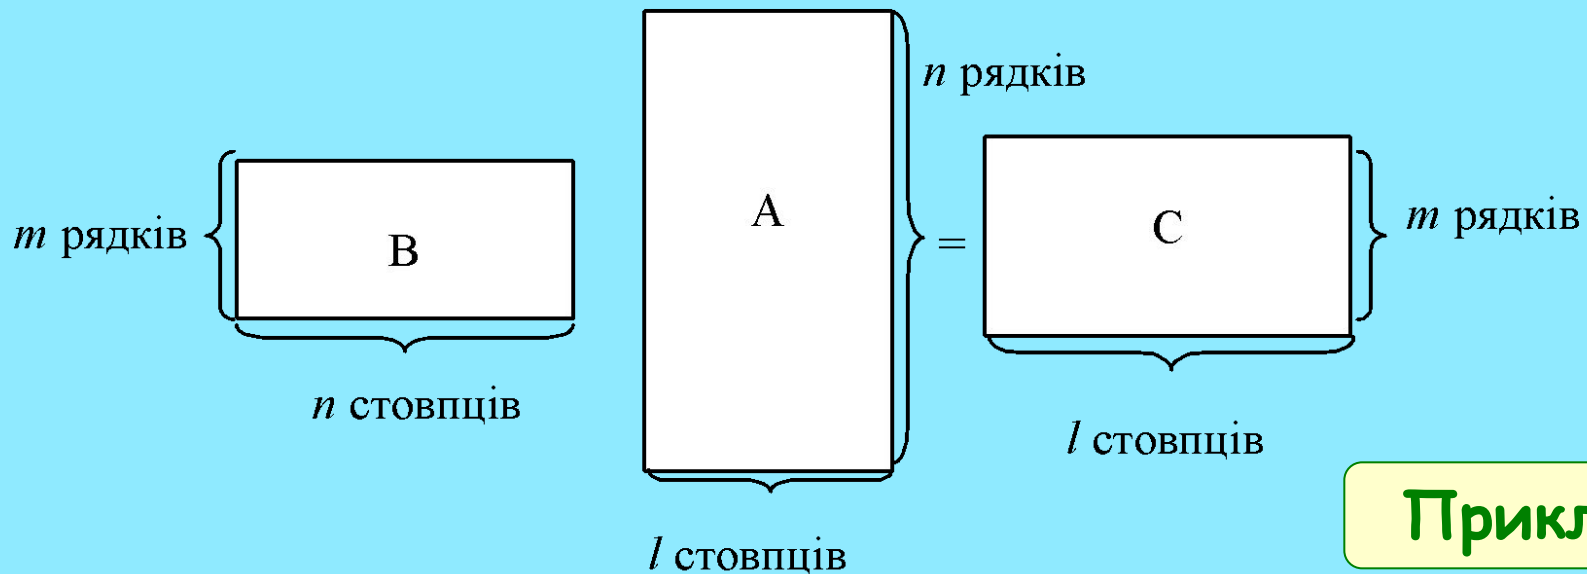 n рядків
m рядків
B
A
=
C
m рядків
n стовпців
l стовпців
l стовпців